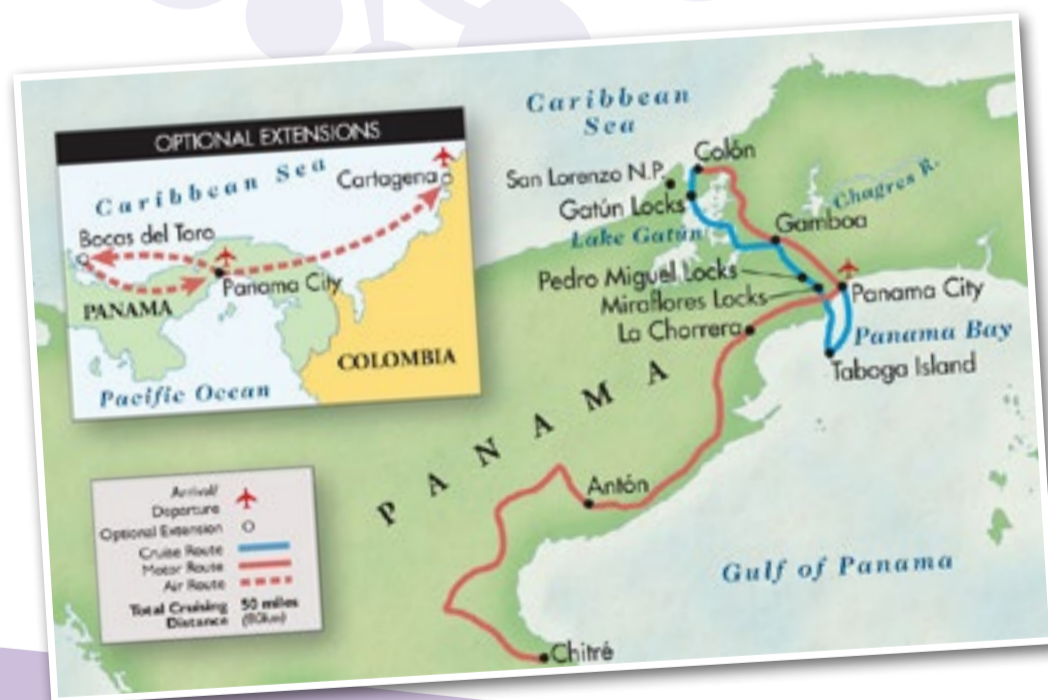 OPTIONAL EXTENSIONS
Caribbean Sea
Cartagena
Bocas del Toro
Panama City
PANAMA
COLOMBIA
Pacific Ocean
Caribbean
Sea
Colón
San Lorenzo N.P.
Gatún Locks
Chagres R.
Lake Gatún
Gamboa
Pedro Miguel Locks
Miraflores Locks
Panama City
La Chorrera
Panama Bay
Taboga Island
PANAMA
Antón
Gulf of Panama
Chitré
Arrival/
Departure
Optional Extension
Cruise Route
Motor Route
Air Route
Total Cruising 50 miles
Distance (80km)